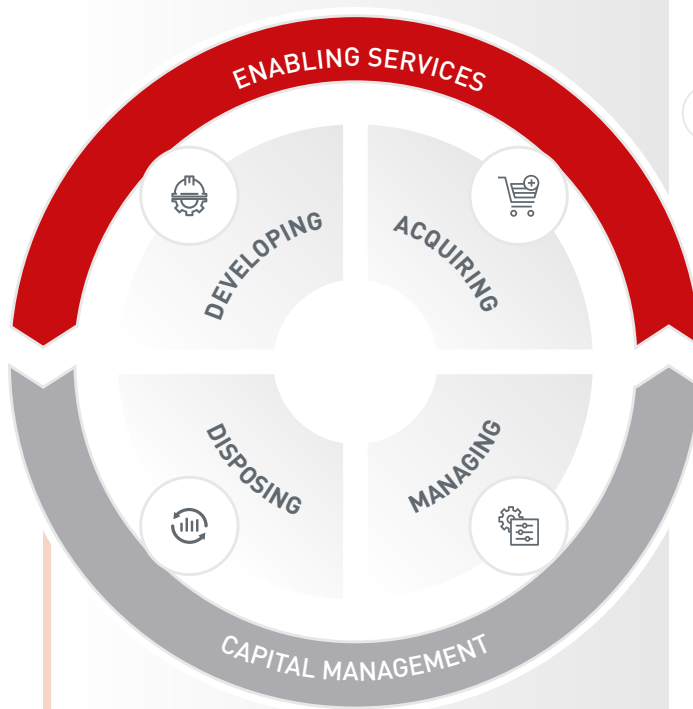 ENABLING SERVICES
DEVELOPING
ACQUIRING
DISPOSING
MANAGING
CAPITAL MANAGEMENT